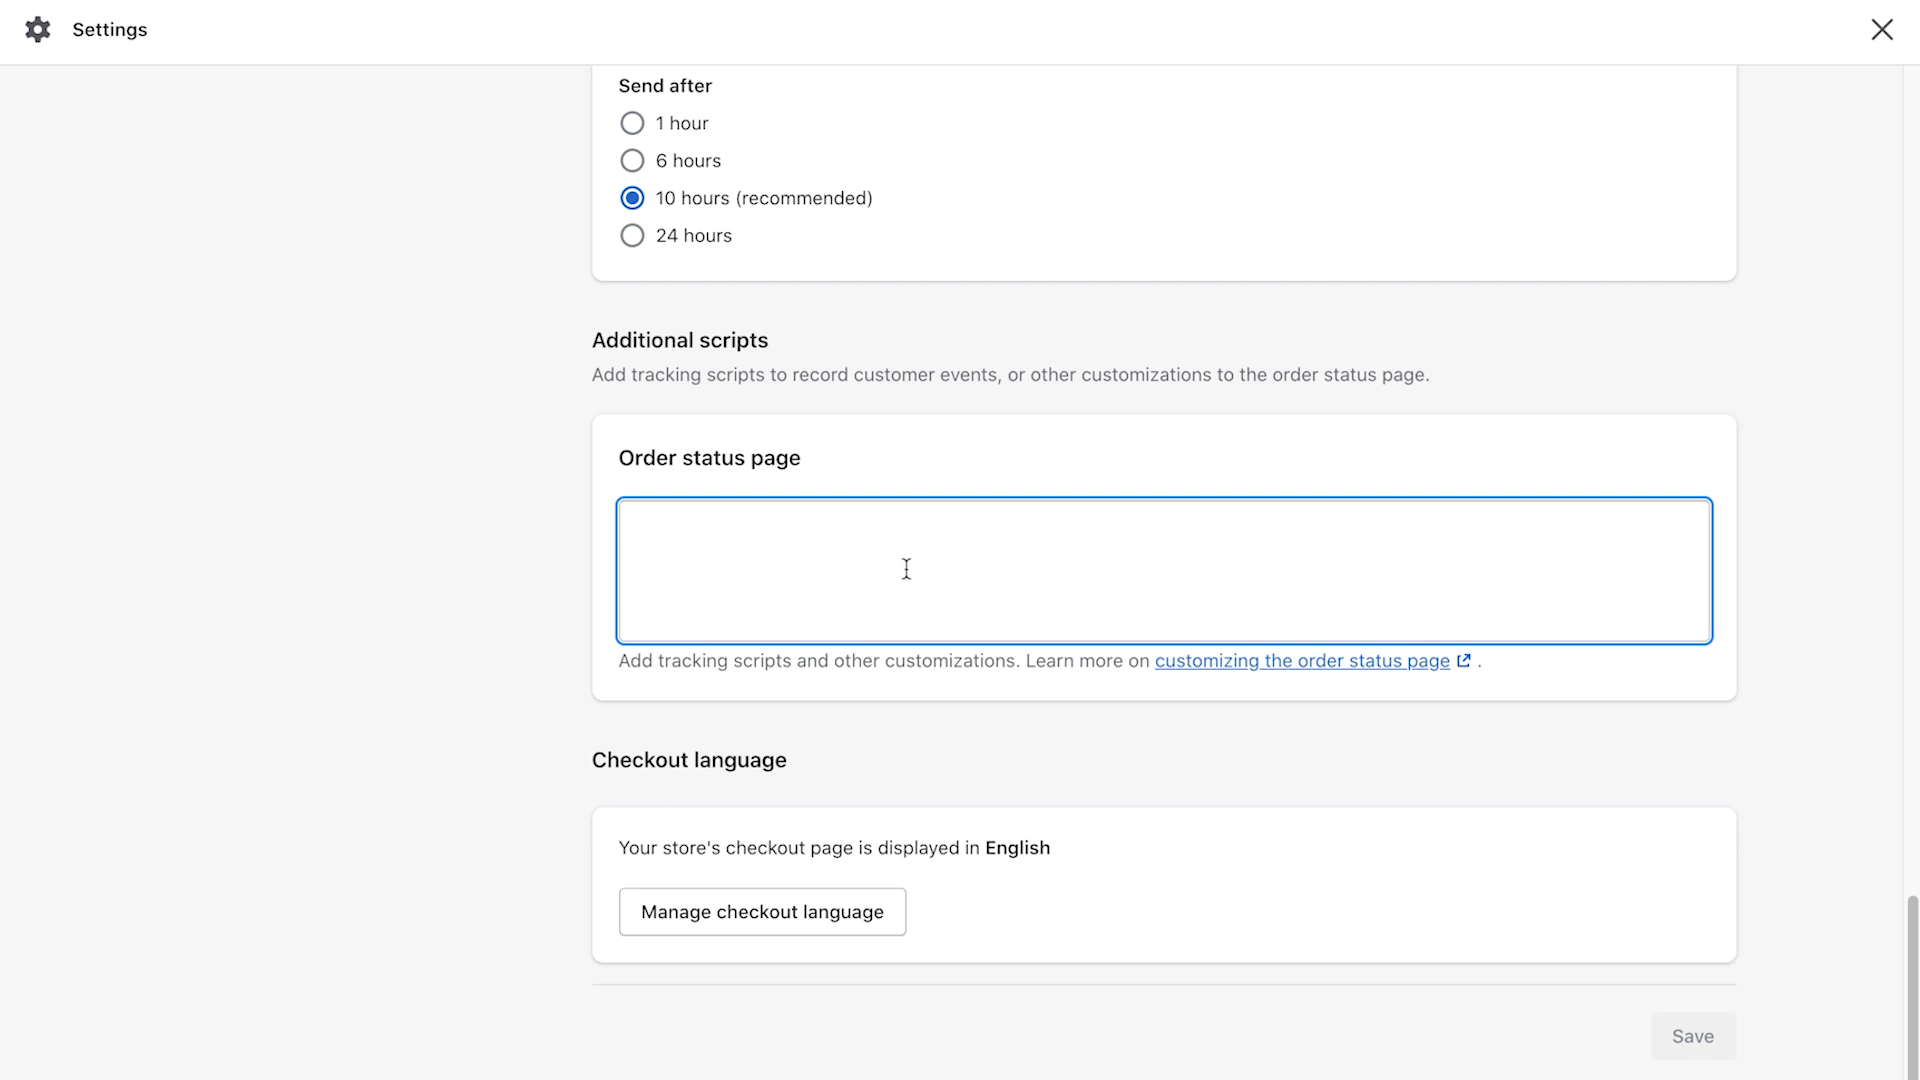 Settings
Send after
1 hour
6 hours
10 hours (recommended)
24 hours
Additional scripts
Add tracking scripts to record customer events, or other customizations to the order status page.
Order status page
Add tracking scripts and other customizations. Learn more on customizing the order status page .
Checkout language
Your store's checkout page is displayed in English
Manage checkout language
Save